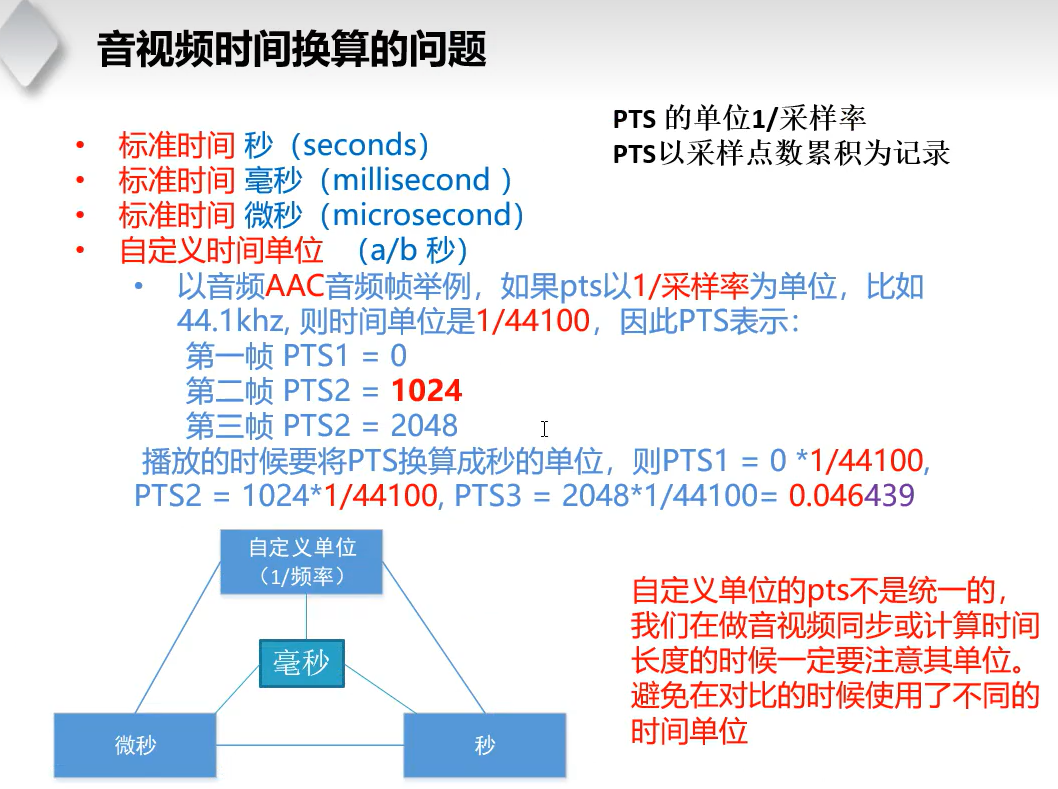 音视频时间换算的问题
PTS 的单位1/采样率
PTS以采样点数累积为记录
• 标准时间 秒（seconds）
• 标准时间 毫秒（millisecond ）
• 标准时间 微秒（microsecond）
• 自定义时间单位 （a/b 秒）
• 以音频AAC音频帧举例，如果pts以1/采样率为单位，比如
44.1khz, 则时间单位是1/44100，因此PTS表示：
第一帧 PTS1 = 0
第二帧 PTS2 = 1024
第三帧 PTS2 = 2048
播放的时候要将PTS换算成秒的单位，则PTS1 = 0 *1/44100,
PTS2 = 1024*1/44100, PTS3 = 2048*1/44100= 0.046439
自定义单位
（1/频率）
毫秒
微秒
秒
自定义单位的pts不是统一的，
我们在做音视频同步或计算时间
长度的时候一定要注意其单位。
避免在对比的时候使用了不同的
时间单位